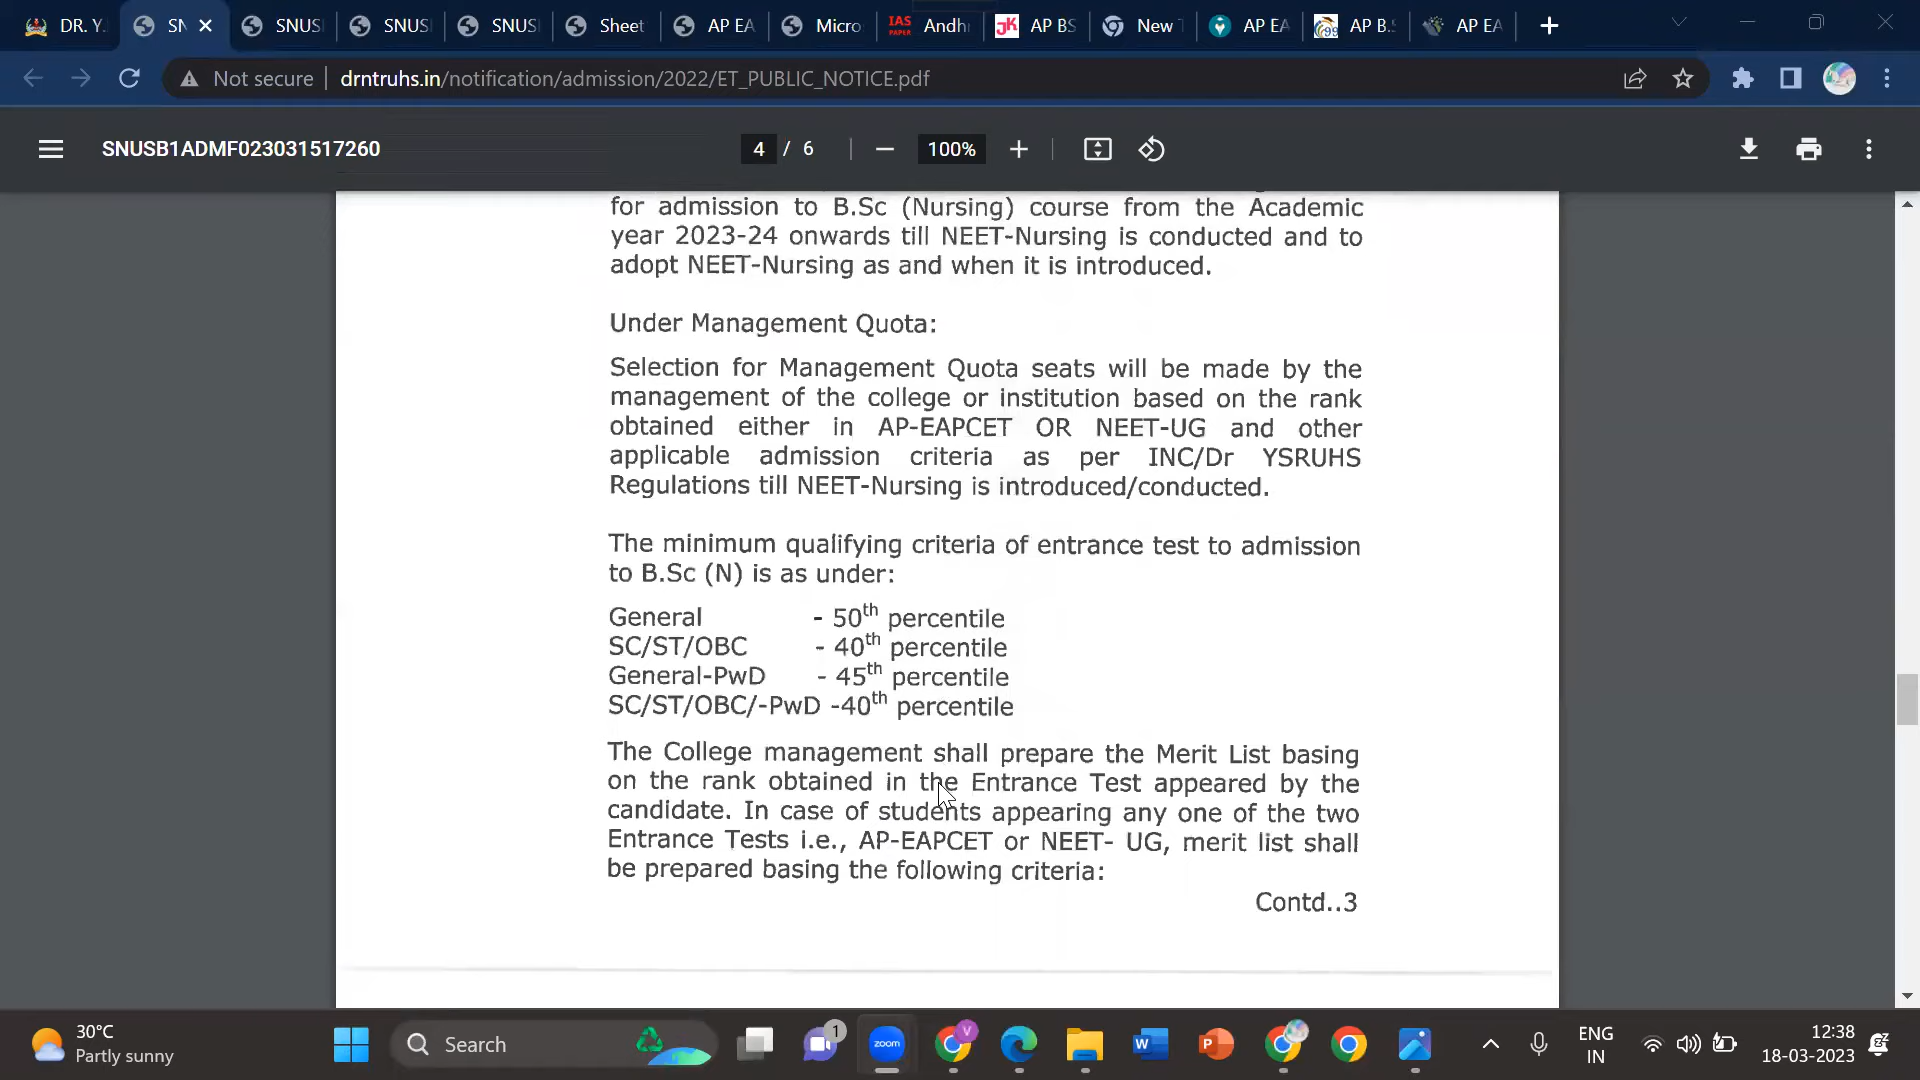 DR. Y.
SN
SNUS
SNUS
SNUS
Sheet
AP EA
Micro
IAS PAPER
Andh
JK
AP BS
New
AP EA
99
AP B.
AP EA
Not secure
drntruhs.in/notification/admission/2022/ET_PUBLIC_NOTICE.pdf
SNUSB1ADMF023031517260
4 / 6
100%
for admission to B.Sc (Nursing) course from the Academic
year 2023-24 onwards till NEET-Nursing is conducted and to
adopt NEET-Nursing as and when it is introduced.
Under Management Quota:
Selection for Management Quota seats will be made by the
management of the college or institution based on the rank
obtained either in AP-EAPCET OR NEET-UG and other
applicable admission criteria as per INC/Dr YSRUHS
Regulations till NEET-Nursing is introduced/conducted.
The minimum qualifying criteria of entrance test to admission
to B.Sc (N) is as under:
General - 50th percentile
SC/ST/OBC - 40th percentile
General-PwD - 45th percentile
SC/ST/OBC/-PwD -40th percentile
The College management shall prepare the Merit List basing
on the rank obtained in the Entrance Test appeared by the
candidate. In case of students appearing any one of the two
Entrance Tests i.e., AP-EAPCET or NEET- UG, merit list shall
be prepared basing the following criteria:
Contd..3
30°C
Partly sunny
Search
1
zoom
V
W
P
ENG
IN
12:38
18-03-2023